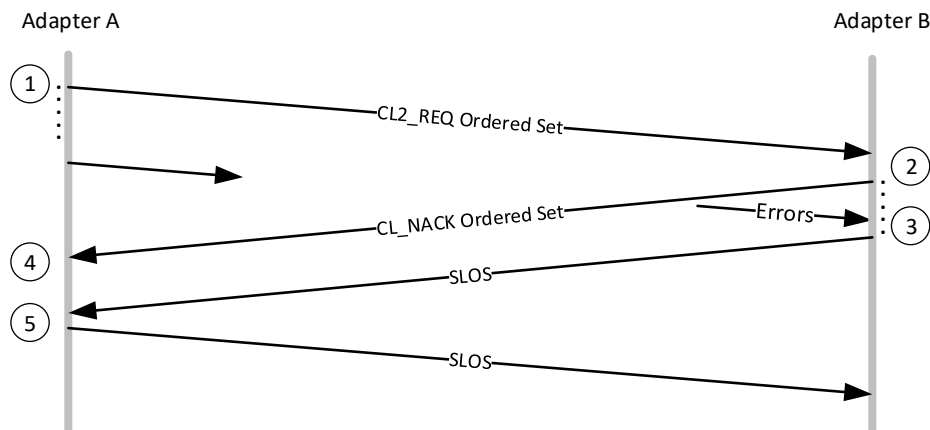 Adapter A
Adapter B
1
CL2_REQ Ordered Set
2
CL_NACK Ordered Set
Errors
3
4
SLOS
5
SLOS